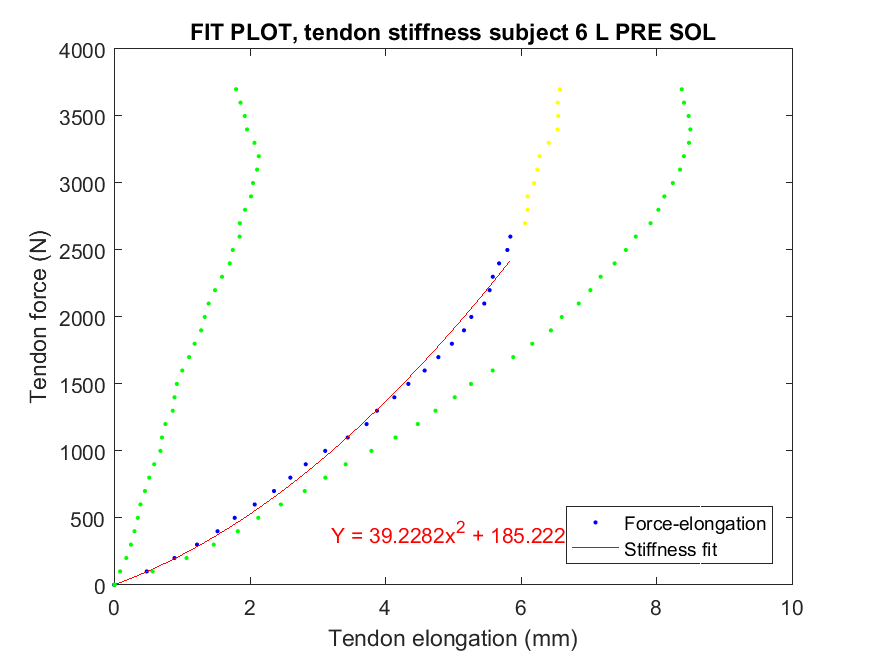 FIT PLOT, tendon stiffness subject 6 L PRE SOL
4000
3500
3000
2500
2000
1500
1000
500
0
Tendon force (N)
Y = 39.2282x² + 185.222
Force-elongation
Stiffness fit
0 2 4 6 8 10
Tendon elongation (mm)